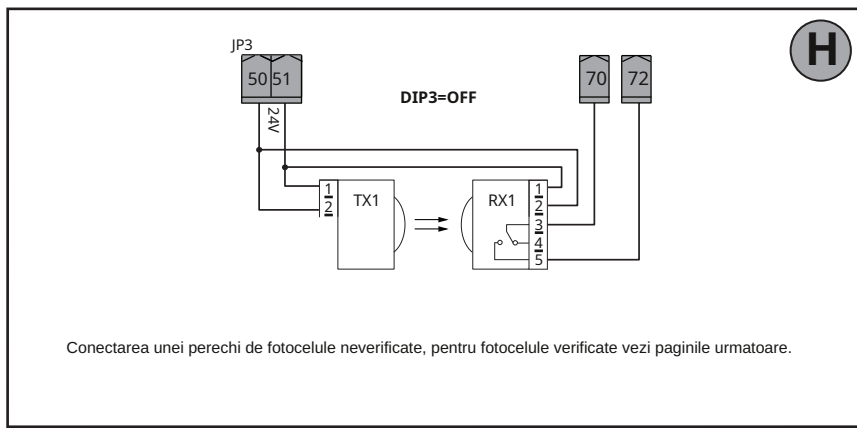 H
JP3
50 51
70 72
DIP3=OFF
24V
1
2
TX1
RX1
1
2
3
4
5
Conectarea unei perechi de fotocelule neverificate, pentru fotocelule verificate vezi paginile urmatoare.